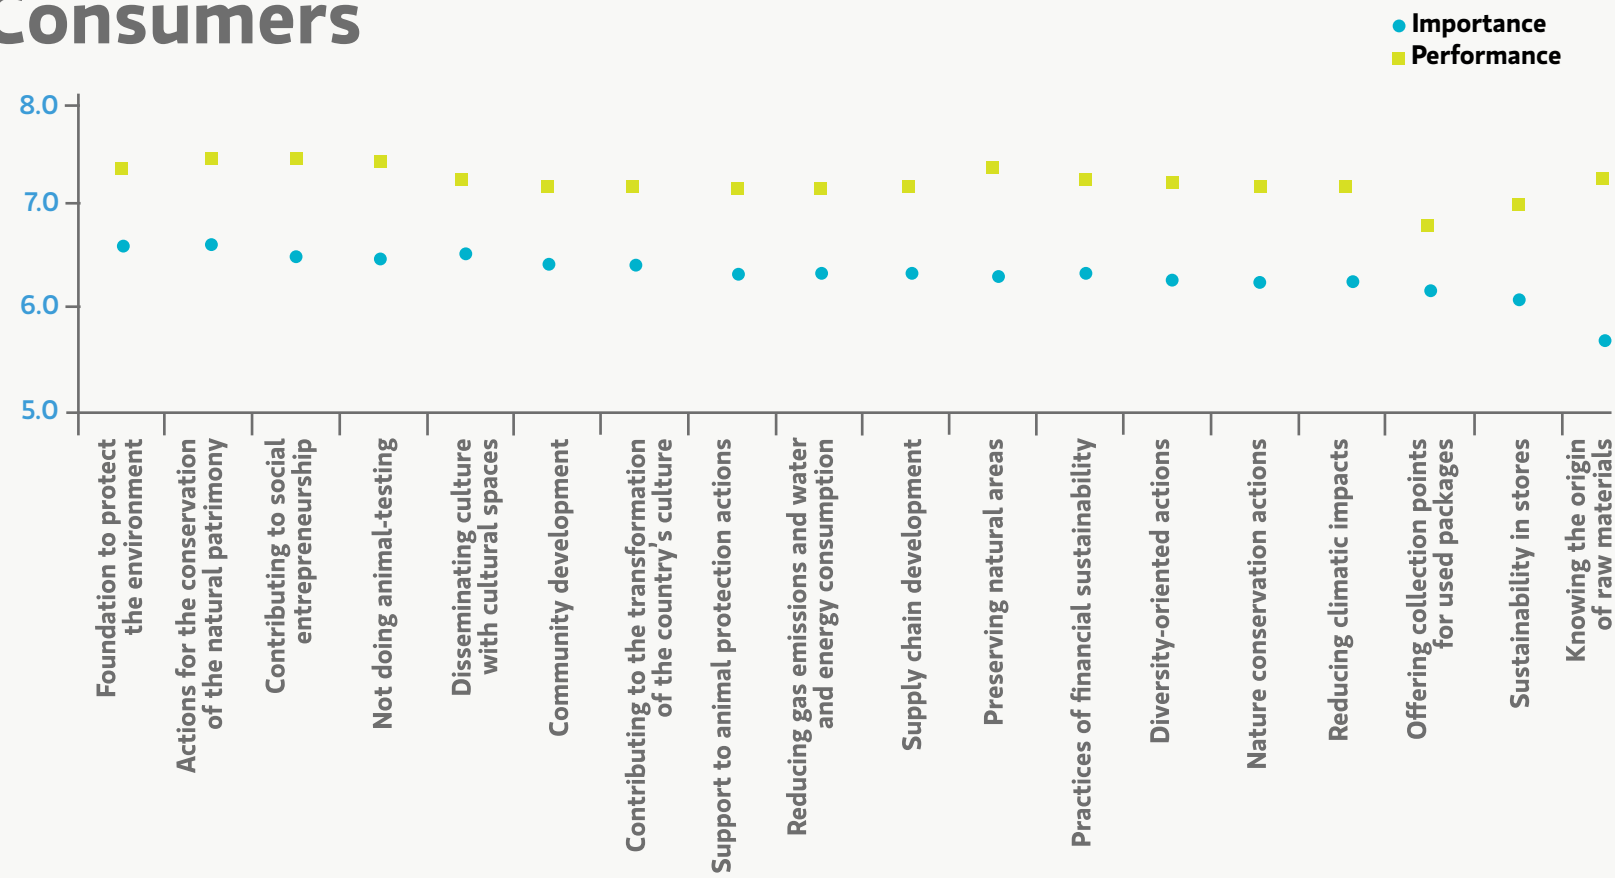 Consumers
Importance
Performance
8.0
7.0
6.0
5.0
Foundation to protect
the environment
Actions for the conservation
of the natural patrimony
Contributing to social
entrepreneurship
Not doing animal-testing
Disseminating culture
with cultural spaces
Community development
Contributing to the transformation
of the country's culture
Support to animal protection actions
Reducing gas emissions and water
and energy consumption
Supply chain development
Preserving natural areas
Practices of financial sustainability
Diversity-oriented actions
Nature conservation actions
Reducing climatic impacts
Offering collection points
for used packages
Sustainability in stores
Knowing the origin
of raw materials